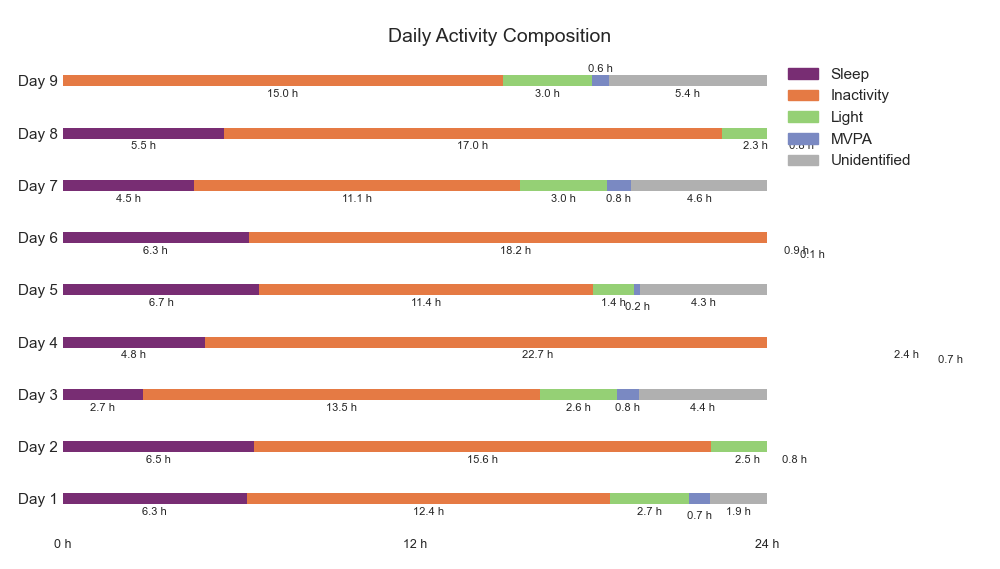 Daily Activity Composition
Day 9
0.6 h
15.0 h 3.0 h 5.4 h
Sleep
Inactivity
Light
MVPA
Unidentified
Day 8
5.5 h 17.0 h 2.3 h 0.8 h
Day 7
4.5 h 11.1 h 3.0 h 0.8 h 4.6 h
Day 6
6.3 h 18.2 h 0.9 h
0.1 h
Day 5
6.7 h 11.4 h 1.4 h 4.3 h
0.2 h
Day 4
4.8 h 22.7 h 2.4 h
0.7 h
Day 3
2.7 h 13.5 h 2.6 h 0.8 h 4.4 h
Day 2
6.5 h 15.6 h 2.5 h 0.8 h
Day 1
6.3 h 12.4 h 2.7 h 1.9 h
0.7 h
0 h 12 h 24 h